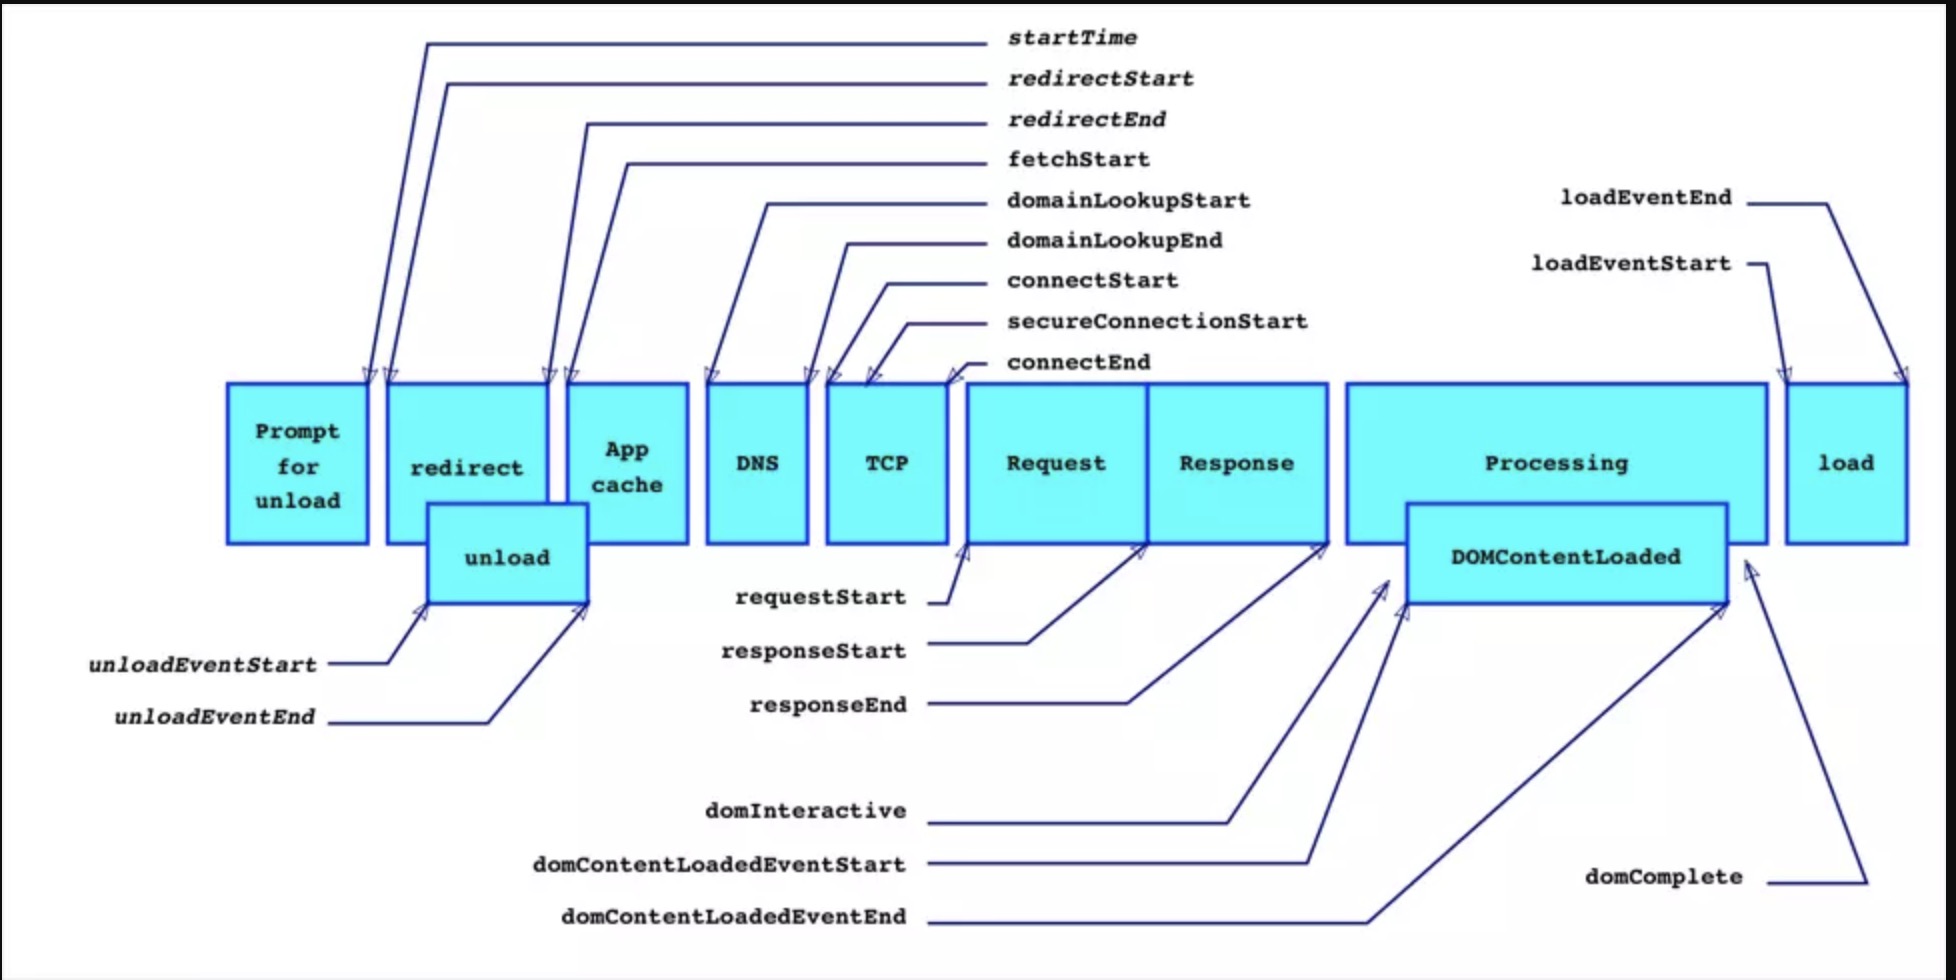 startTime
redirectStart
redirectEnd
fetchStart
domainLookupStart
domainLookupEnd
connectStart
secureConnectionStart
connectEnd
loadEventEnd
loadEventStart
Prompt
for
unload
redirect
unload
App
cache
DNS
TCP
Request
Response
Processing
DOMContentLoaded
load
unloadEventStart
unloadEventEnd
requestStart
responseStart
responseEnd
domInteractive
domContentLoadedEventStart
domContentLoadedEventEnd
domComplete